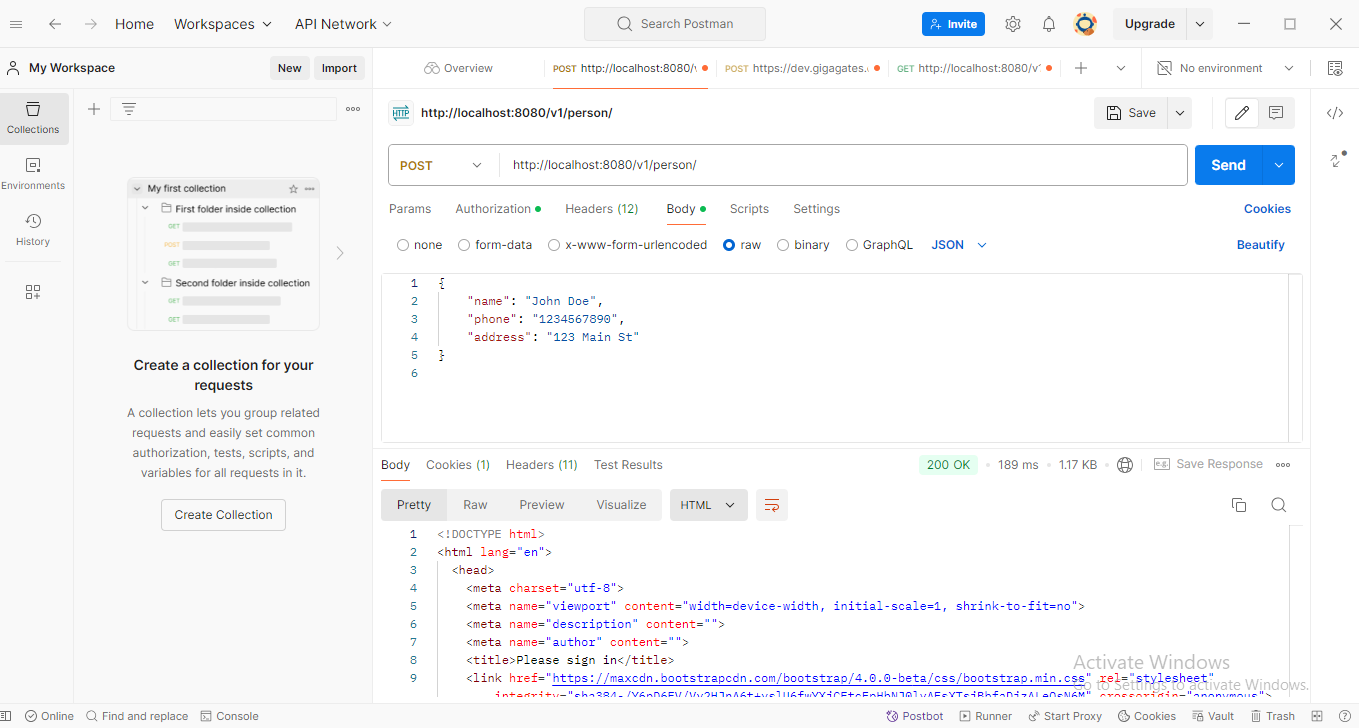 Home Workspaces API Network Search Postman Invite Upgrade
My Workspace New Import Overview POST http://localhost:8080/v POST https://dev.gigagates. GET http://localhost:8080/v1 No environment
Collections
Environments
History
My first collection
First folder inside collection
GET
POST
GET
Second folder inside collection
GET
GET
Create a collection for your
requests
A collection lets you group related
requests and easily set common
authorization, tests, scripts, and
variables for all requests in it.
Create Collection
HTTP http://localhost:8080/v1/person/ Save
POST http://localhost:8080/v1/person/ Send
Params Authorization Headers (12) Body Scripts Settings Cookies
none form-data x-www-form-urlencoded raw binary GraphQL JSON Beautify
1 {
2 "name": "John Doe",
3 "phone": "1234567890",
4 "address": "123 Main St"
5 }
6
Body Cookies (1) Headers (11) Test Results 200 OK 189 ms 1.17 KB e.g. Save Response
Pretty Raw Preview Visualize HTML
1 <!DOCTYPE html>
2 <html lang="en">
3 <head>
4 <meta charset="utf-8">
5 <meta name="viewport" content="width=device-width, initial-scale=1, shrink-to-fit=no">
6 <meta name="description" content="">
7 <meta name="author" content="">
8 <title>Please sign in</title>
9 <link href="https://maxcdn.bootstrapcdn.com/bootstrap/4.0.0-beta/css/bootstrap.min.css" rel="stylesheet"
crossorigin="anonymous">
Activate Windows
Go to Settings to activate Windows.
Online Find and replace Console Postbot Runner Start Proxy Cookies Vault Trash